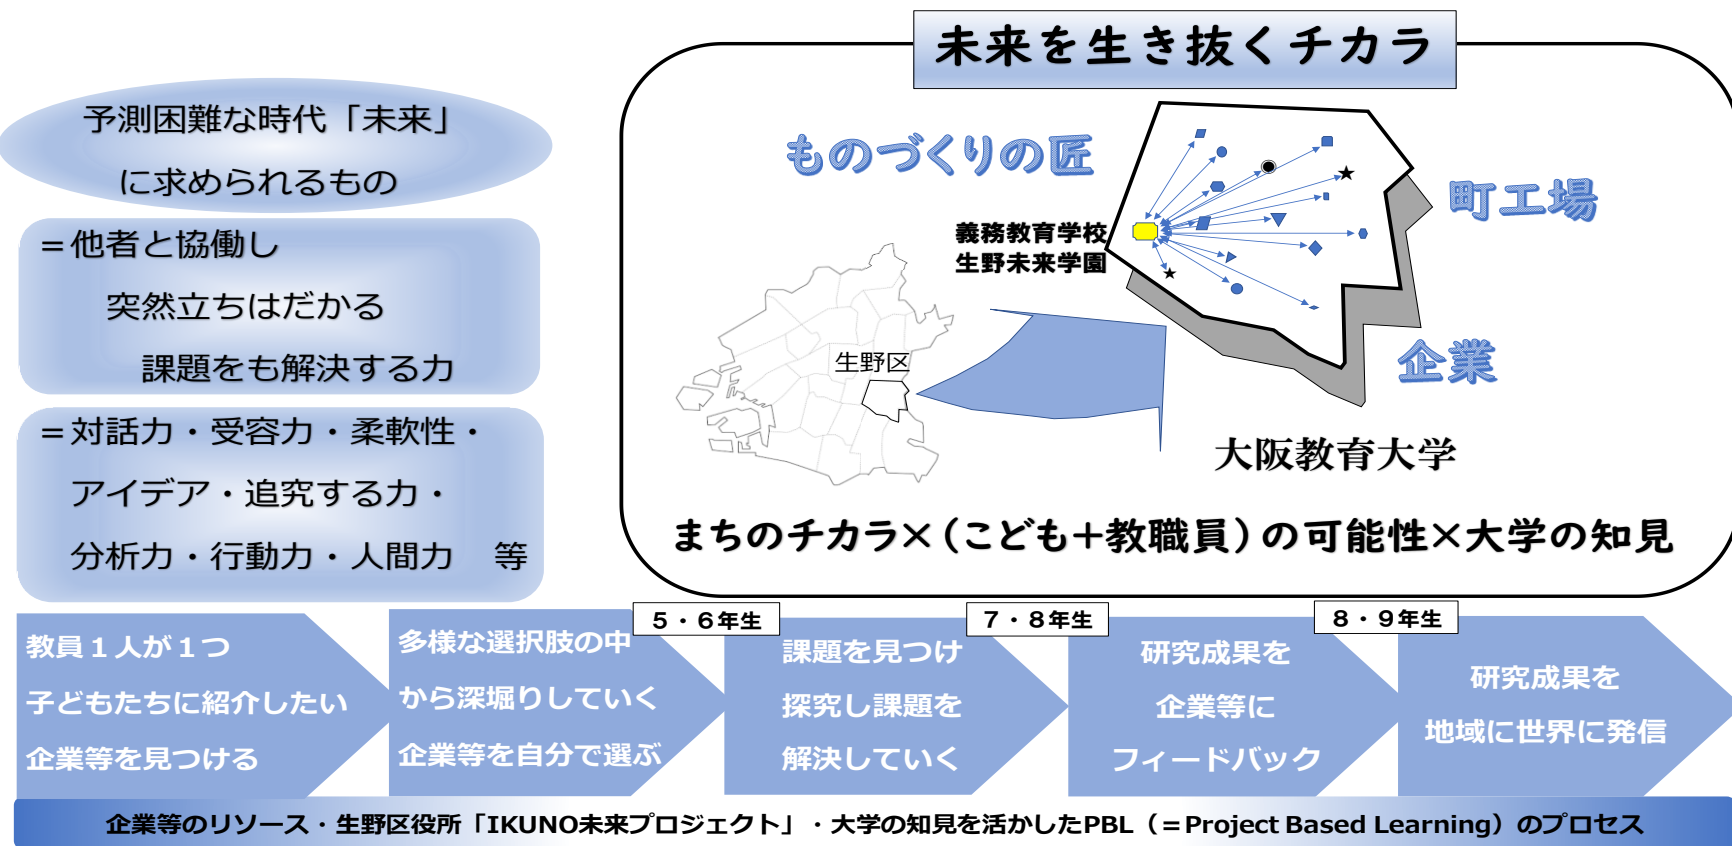 未来を生き抜くチカラ
予測困難な時代「未来」
に求められるもの
＝他者と協働し
突然立ちはだかる
課題をも解決する力
＝対話力・受容力・柔軟性・
アイデア・追究する力・
分析力・行動力・人間力　等
ものづくりの匠
町工場
義務教育学校
生野未来学園
生野区
企業
大阪教育大学
まちのチカラ×（こども＋教職員）の可能性×大学の知見
教員１人が１つ
子どもたちに紹介したい
企業等を見つける
多様な選択肢の中
から深堀りしていく
企業等を自分で選ぶ
５・６年生
課題を見つけ
探究し課題を
解決していく
７・８年生
研究成果を
企業等に
フィードバック
８・９年生
研究成果を
地域に世界に発信
企業等のリソース・生野区役所「IKUNO未来プロジェクト」・大学の知見を活かしたPBL（＝Project Based Learning）のプロセス